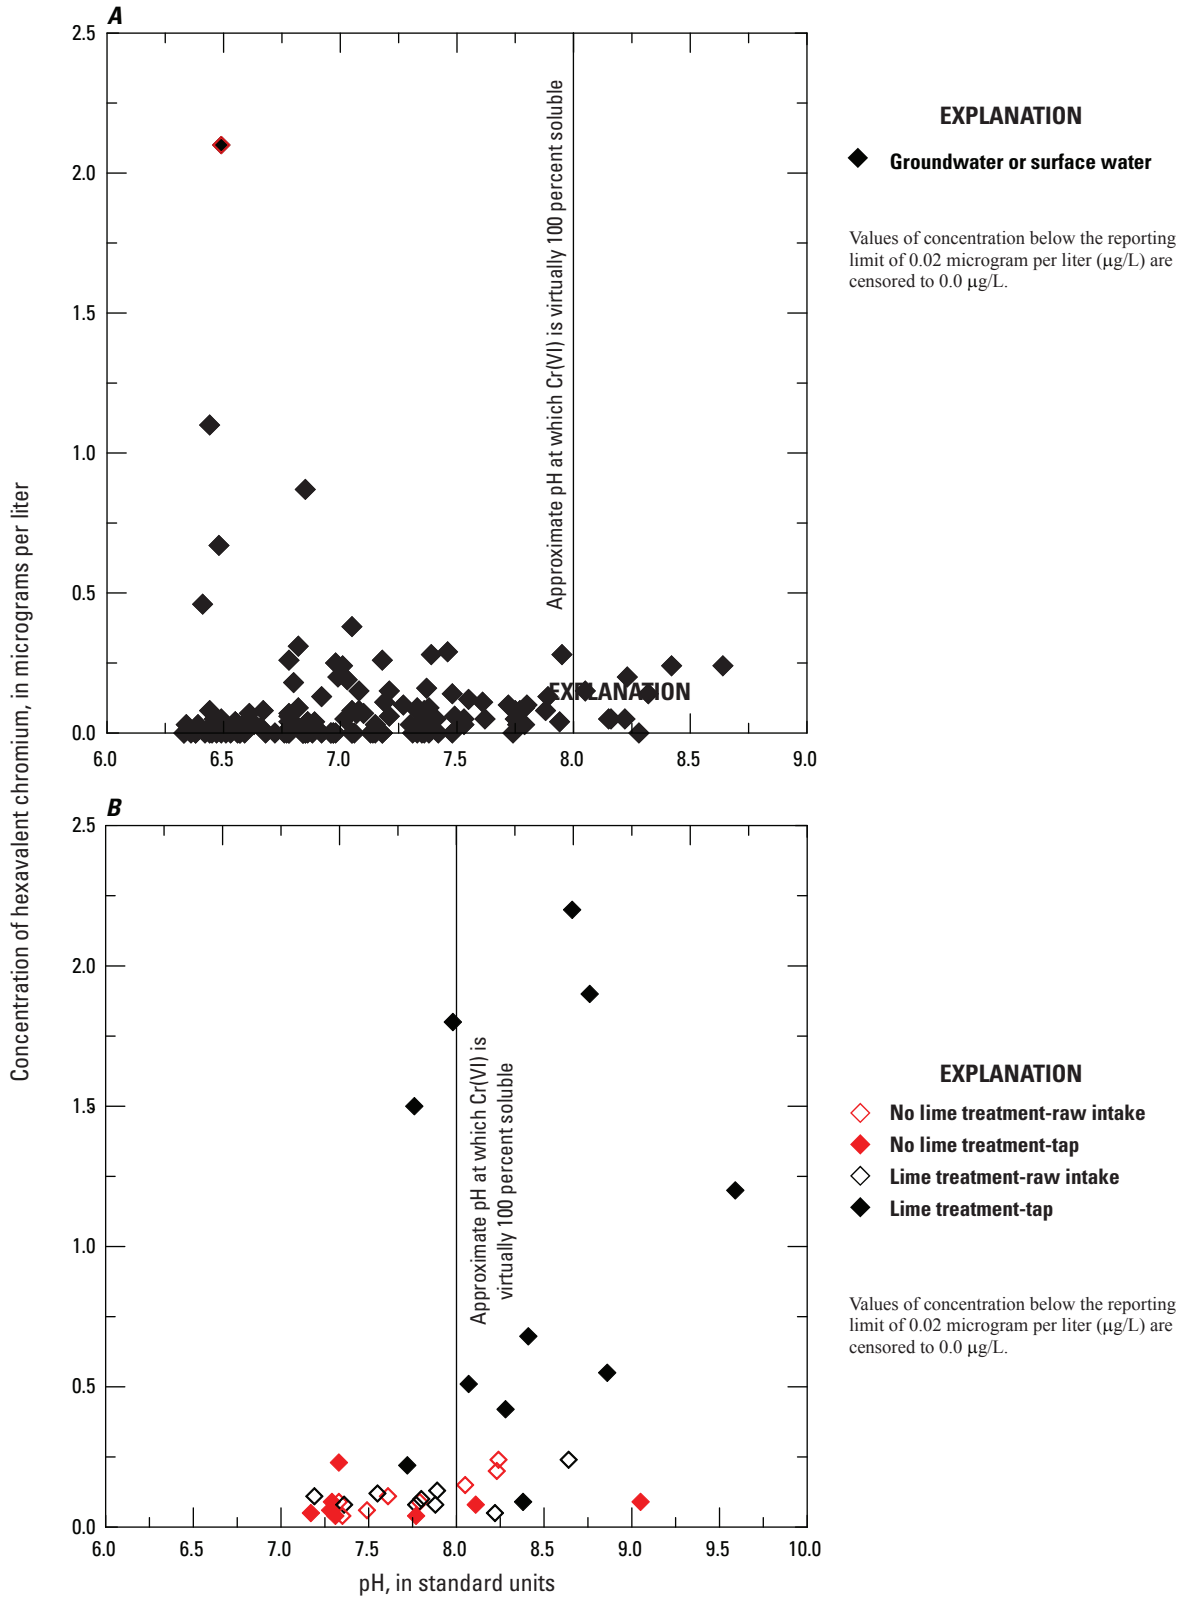 A
2.5
2.0
1.5
1.0
0.5
0.0
6.0 6.5 7.0 7.5 8.0 8.5 9.0
Approximate pH at which Cr(VI) is virtually 100 percent soluble
EXPLANATION
EXPLANATION
Groundwater or surface water
Values of concentration below the reporting
limit of 0.02 microgram per liter (µg/L) are
censored to 0.0 µg/L.
Concentration of hexavalent chromium, in micrograms per liter
B
2.5
2.0
1.5
1.0
0.5
0.0
6.0 6.5 7.0 7.5 8.0 8.5 9.0 9.5 10.0
Approximate pH at which Cr(VI) is
virtually 100 percent soluble
pH, in standard units
EXPLANATION
No lime treatment-raw intake
No lime treatment-tap
Lime treatment-raw intake
Lime treatment-tap
Values of concentration below the reporting
limit of 0.02 microgram per liter (µg/L) are
censored to 0.0 µg/L.